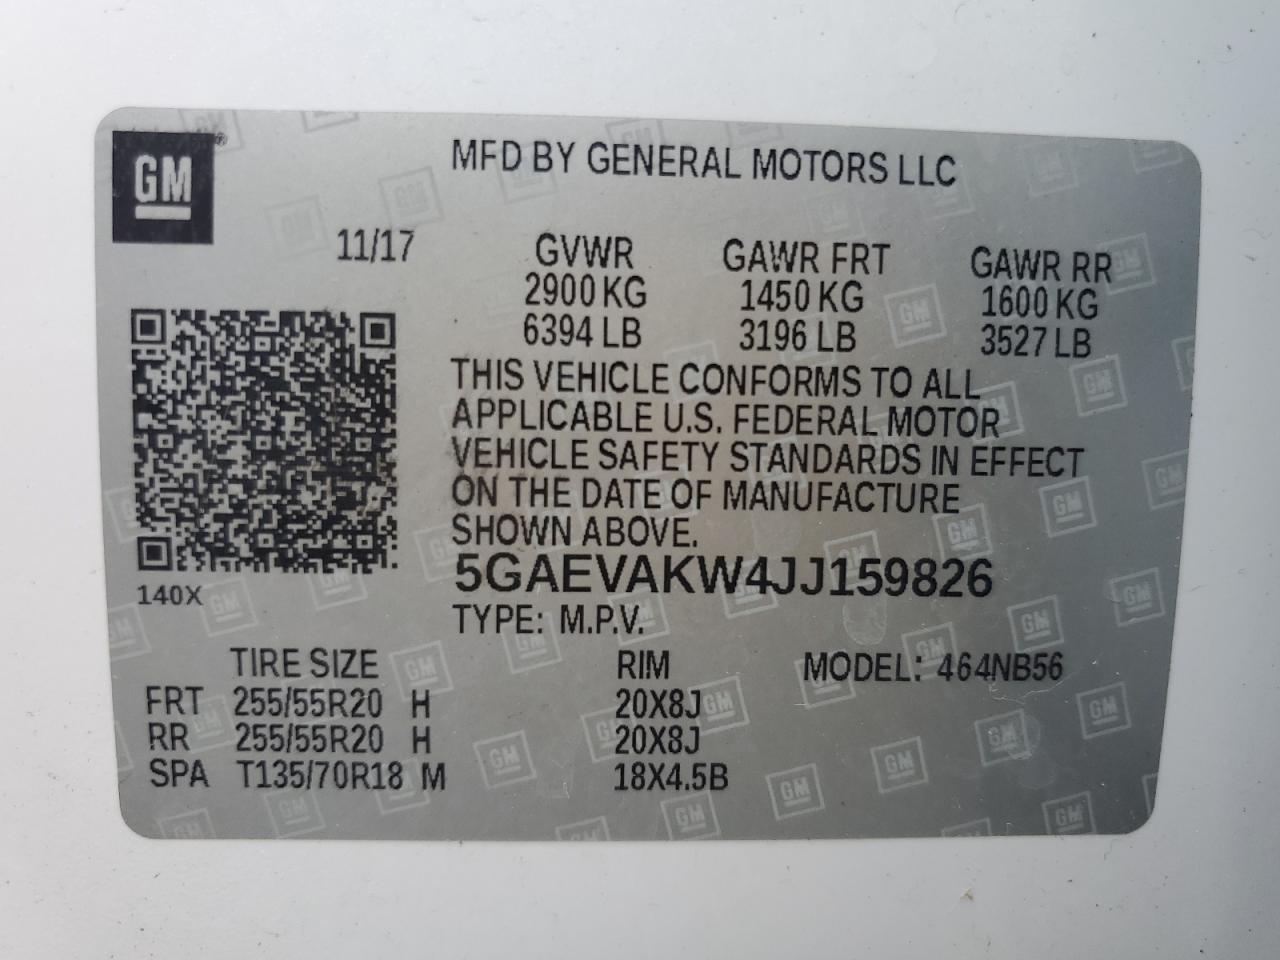 GM
MFD BY GENERAL MOTORS LLC
11/17
GVWR GAWR FRT GAWR RR
2900 KG 1450 KG 1600 KG
6394 LB 3196 LB 3527 LB
THIS VEHICLE CONFORMS TO ALL
APPLICABLE U.S. FEDERAL MOTOR
VEHICLE SAFETY STANDARDS IN EFFECT
ON THE DATE OF MANUFACTURE
SHOWN ABOVE.
5GAEVAKW4JJ159826
140X
TYPE: M.P.V.
TIRE SIZE RIM MODEL: 464NB56
FRT 255/55R20 H 20X8J
RR 255/55R20 H 20X8J
SPA T135/70R18 M 18X4.5B